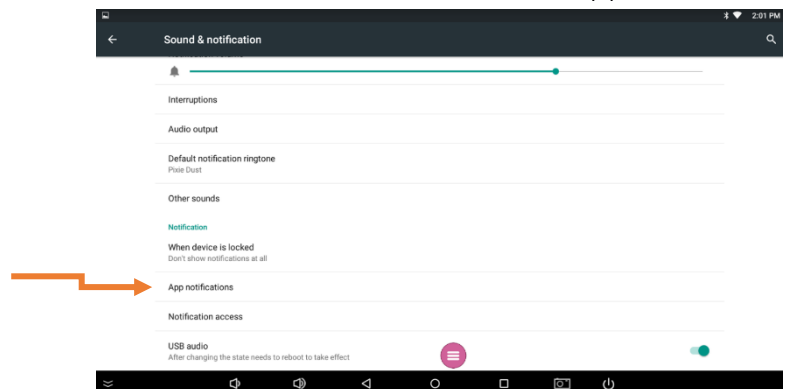 2:01 PM
Sound & notification
Interruptions
Audio output
Default notification ringtone
Pixie Dust
Other sounds
Notification
When device is locked
Don't show notifications at all
App notifications
Notification access
USB audio
After changing the state needs to reboot to take effect